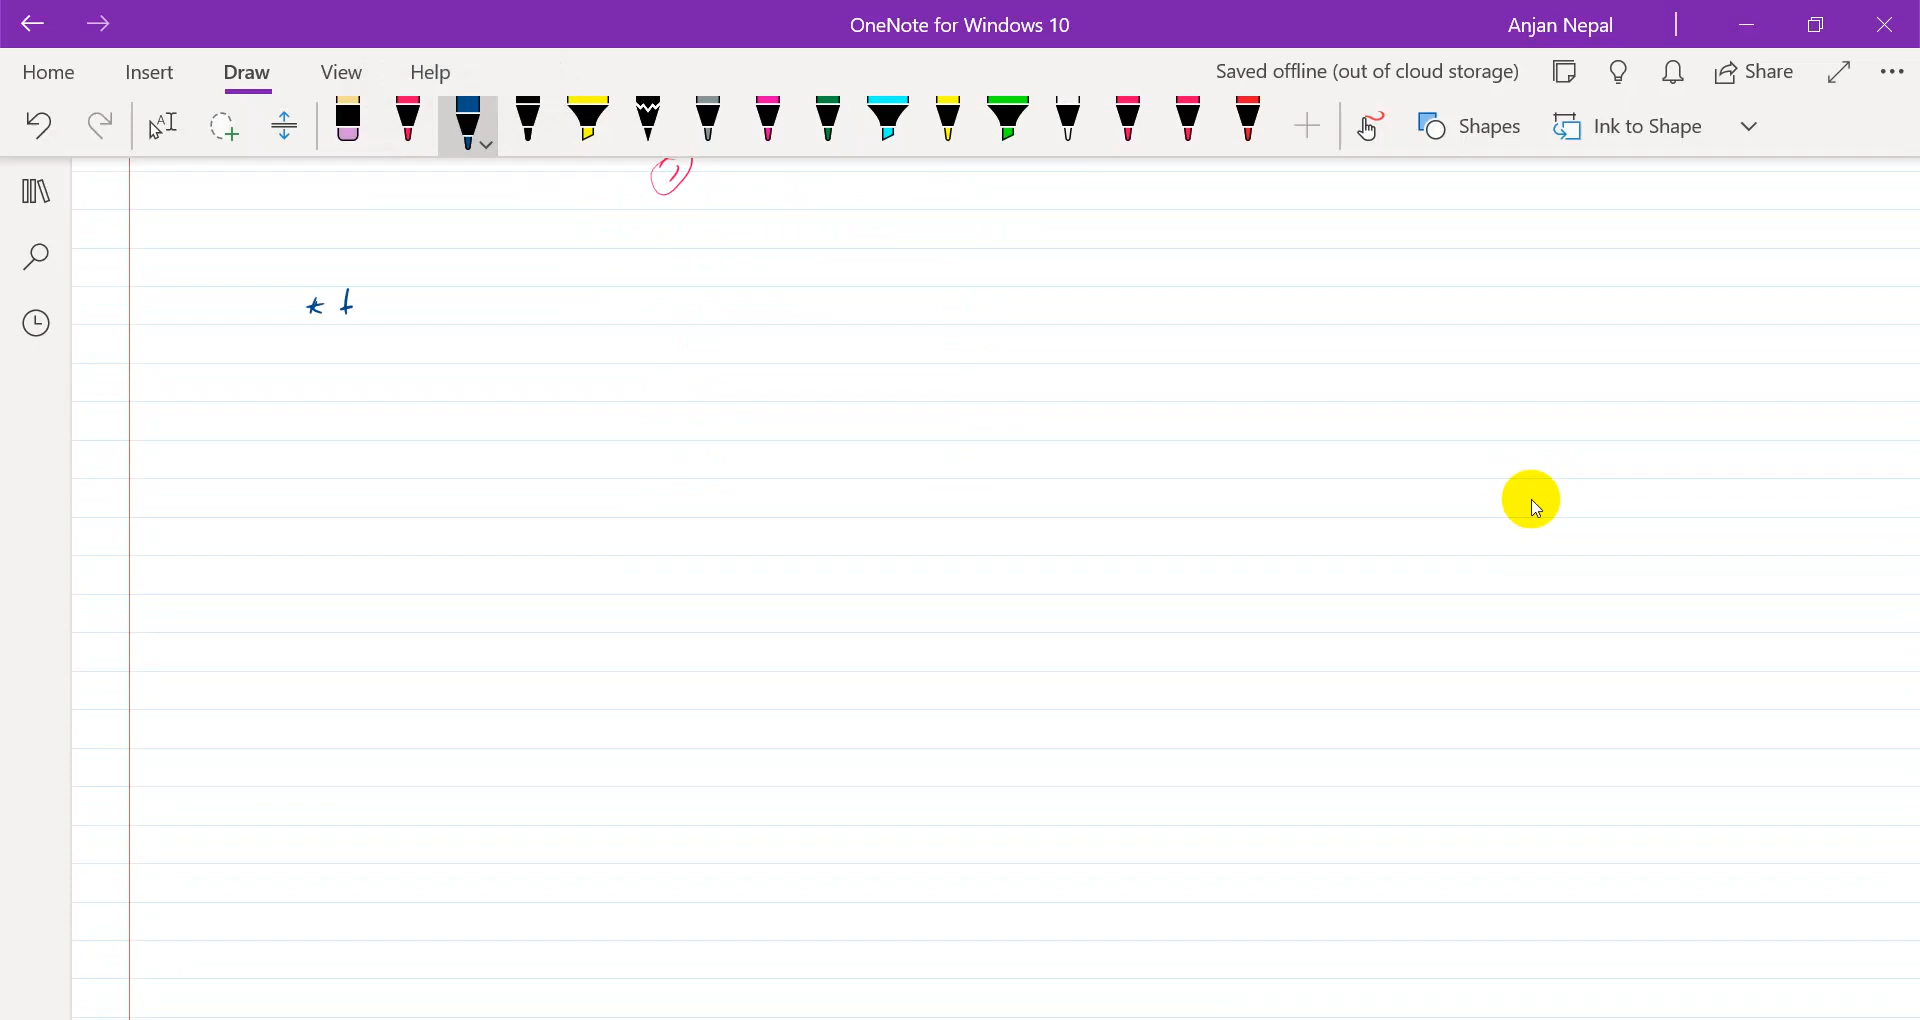 OneNote for Windows 10
Anjan Nepal
Home Insert Draw View Help
Saved offline (out of cloud storage)
Share
Shapes
Ink to Shape